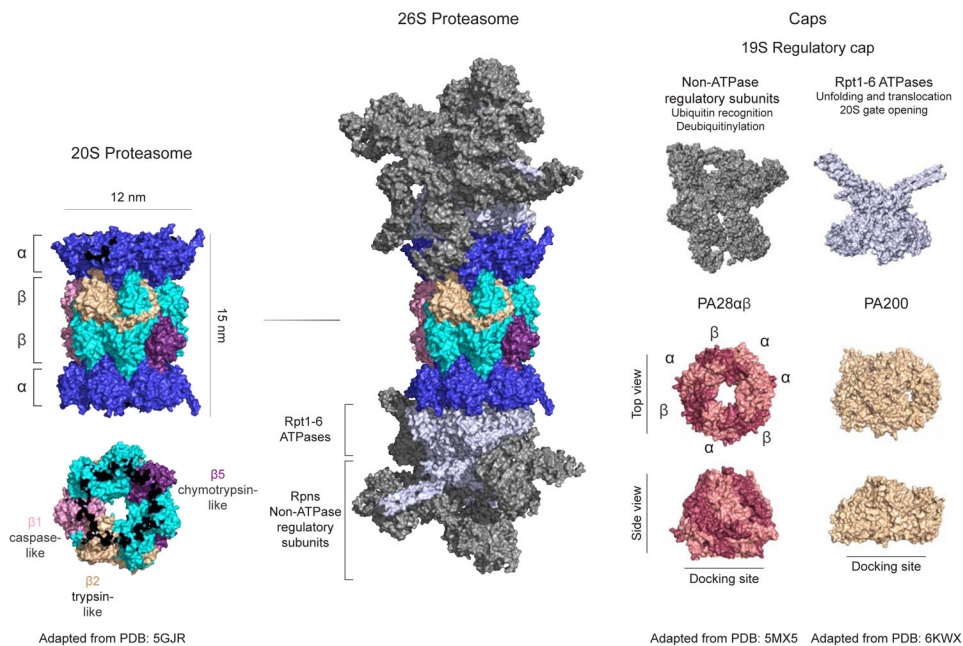 26S Proteasome
Caps
19S Regulatory cap
Non-ATPase
regulatory subunits
Ubiquitin recognition
Deubiquitinylation
Rpt1-6 ATPases
Unfolding and translocation
20S gate opening
20S Proteasome
12 nm
α
β
β
α
15 nm
β1
caspase-
like
β2
trypsin-
like
β5
chymotrypsin-
like
Adapted from PDB: 5GJR
Rpt1-6
ATPases
Rpns
Non-ATPase
regulatory
subunits
PA28αβ
PA200
Top view
β
α
α
β
α
β
Side view
Docking site
Docking site
Adapted from PDB: 5MX5
Adapted from PDB: 6KWX